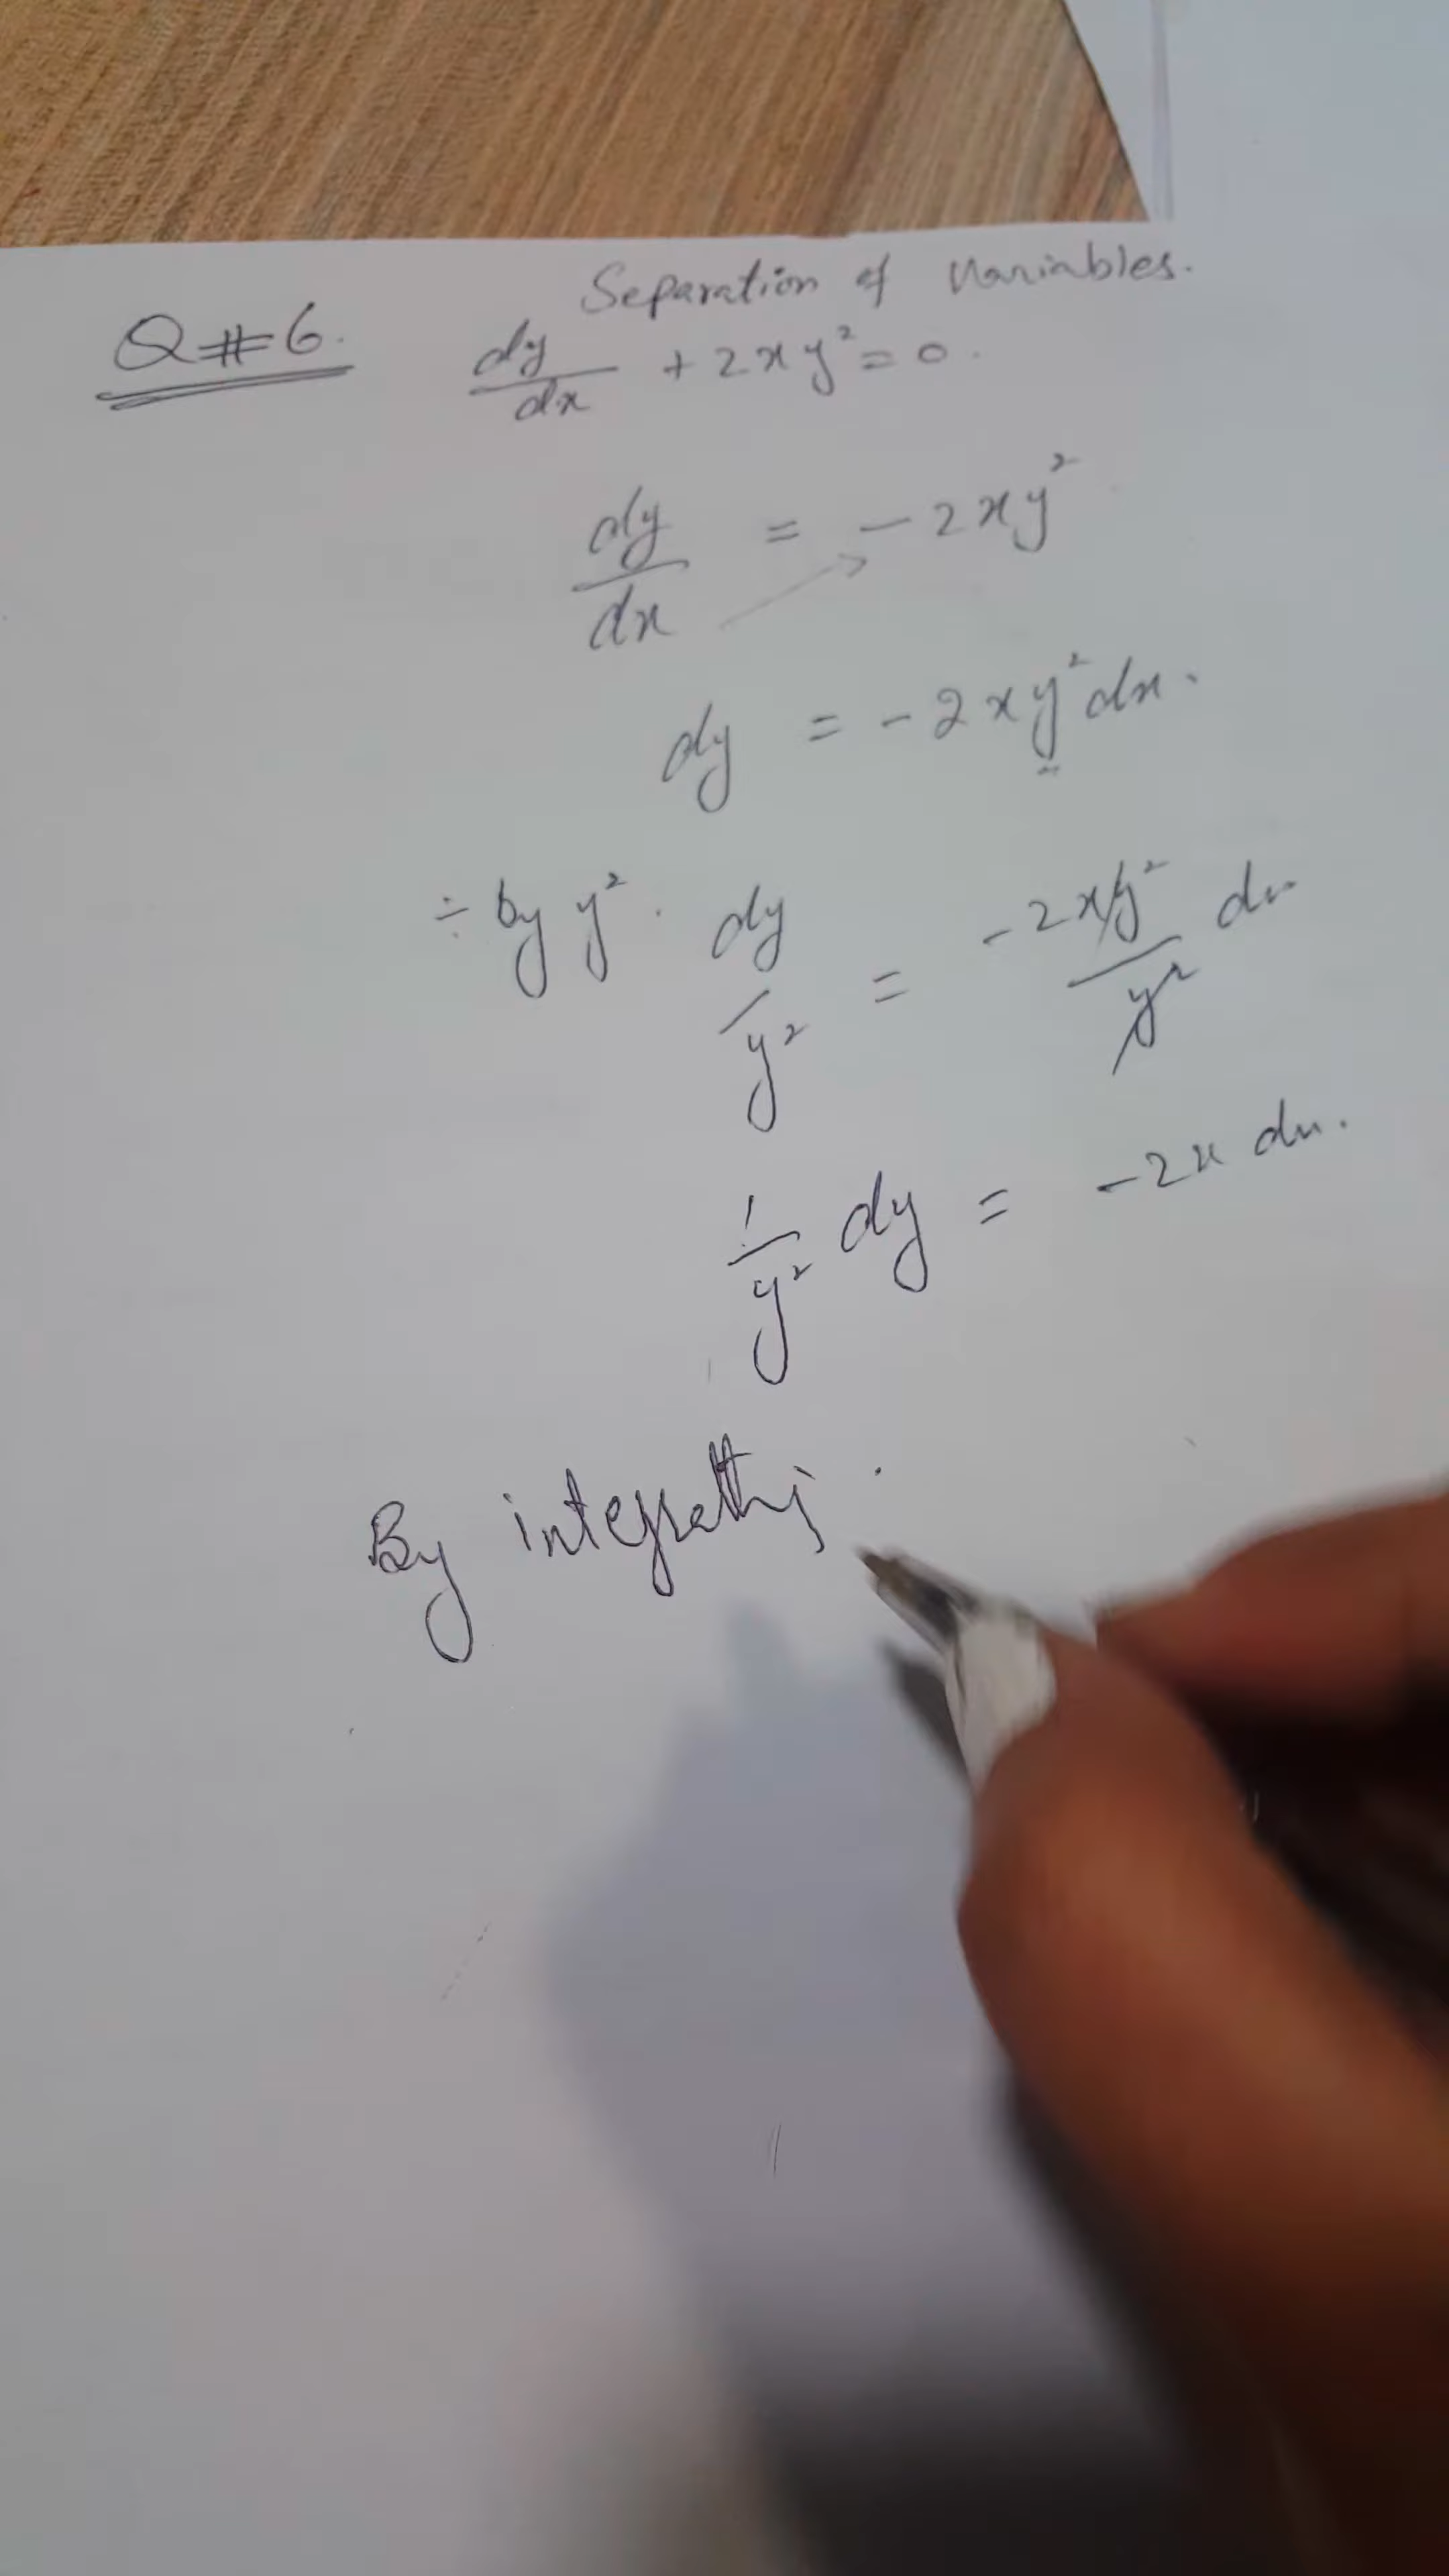 Separation of Variables.
Q#6. dy/dx + 2xy² = 0.
dy/dx = -2xy²
dy = -2xy² dx.
÷ by y². dy/y² = -2xy²/y² dx
1/y² dy = -2x dx.
By integrating.